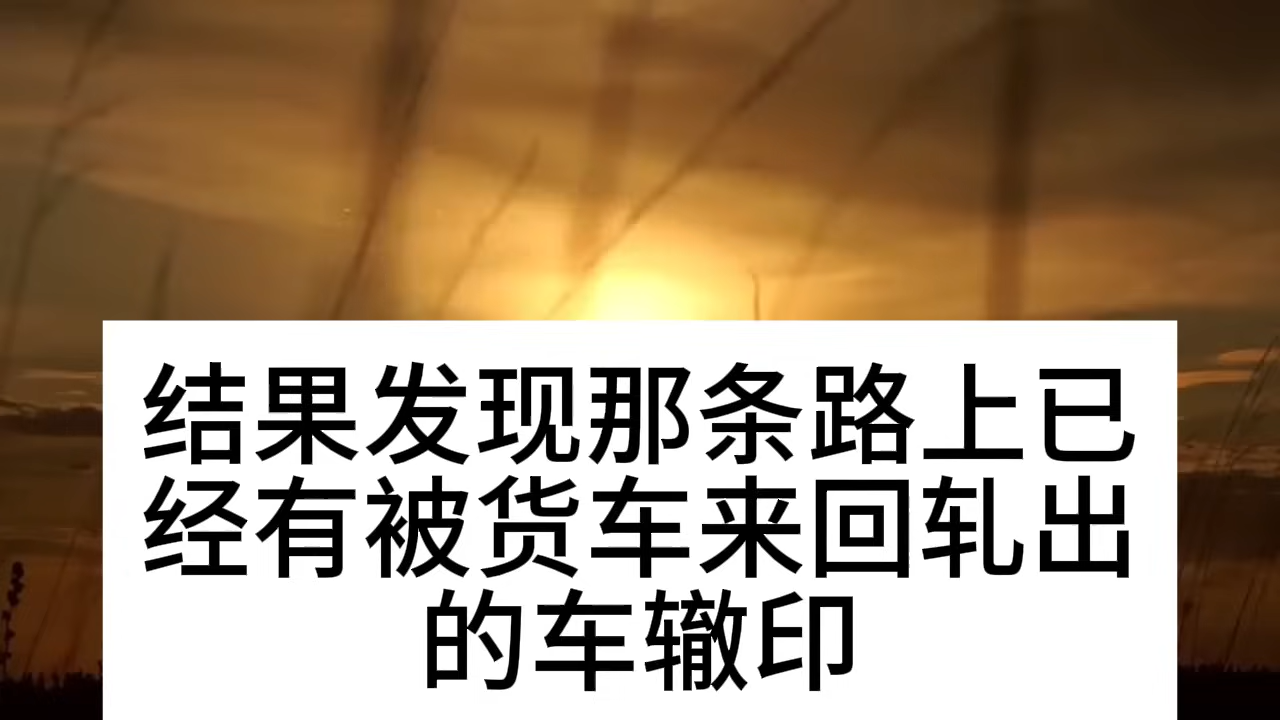 结果发现那条路上已
经有被货车来回轧出
的车辙印